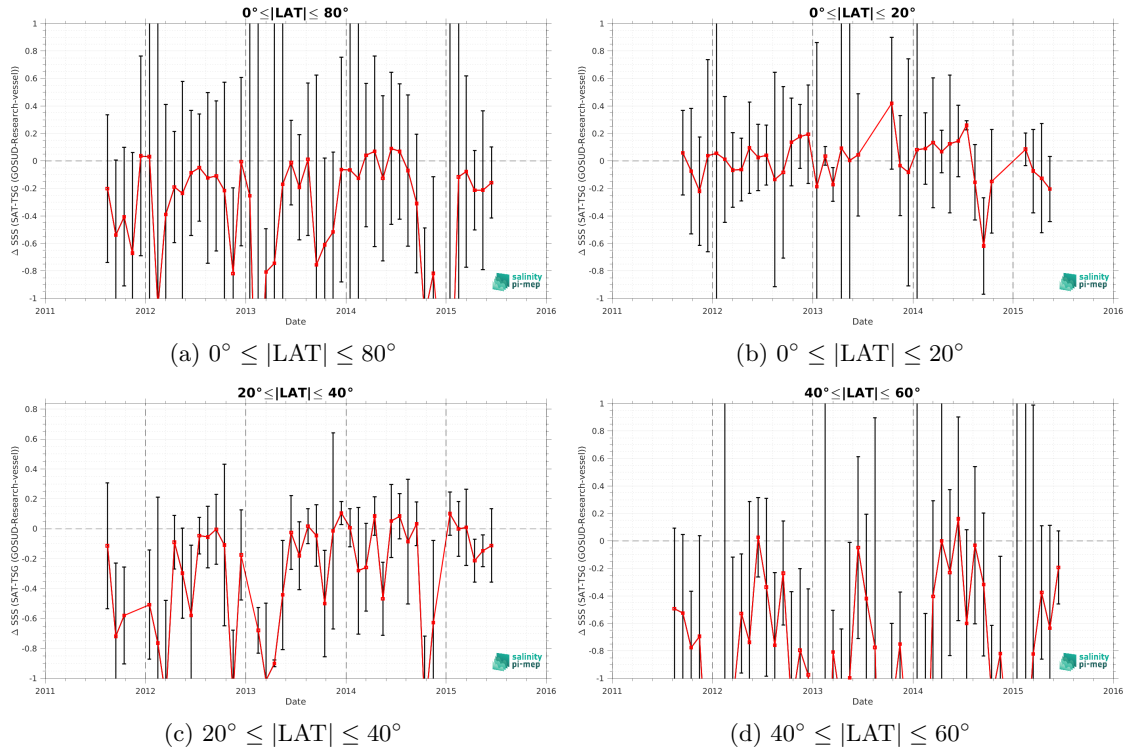 0°≤|LAT|≤ 80°
Δ SSS (SAT-TSG (GOSUD-Research-vessel))
1
0.8
0.6
0.4
0.2
0
-0.2
-0.4
-0.6
-0.8
-1
2011 2012 2013 2014 2015 2016
Date
salinity
pi-mep
(a) 0° ≤ |LAT| ≤ 80°
0°≤|LAT|≤ 20°
Δ SSS (SAT-TSG (GOSUD-Research-vessel))
1
0.8
0.6
0.4
0.2
0
-0.2
-0.4
-0.6
-0.8
-1
2011 2012 2013 2014 2015 2016
Date
salinity
pi-mep
(b) 0° ≤ |LAT| ≤ 20°
20°≤|LAT|≤ 40°
Δ SSS (SAT-TSG (GOSUD-Research-vessel))
0.8
0.6
0.4
0.2
0
-0.2
-0.4
-0.6
-0.8
-1
2011 2012 2013 2014 2015 2016
Date
salinity
pi-mep
(c) 20° ≤ |LAT| ≤ 40°
40°≤|LAT|≤ 60°
Δ SSS (SAT-TSG (GOSUD-Research-vessel))
1
0.8
0.6
0.4
0.2
0
-0.2
-0.4
-0.6
-0.8
-1
2011 2012 2013 2014 2015 2016
Date
salinity
pi-mep
(d) 40° ≤ |LAT| ≤ 60°